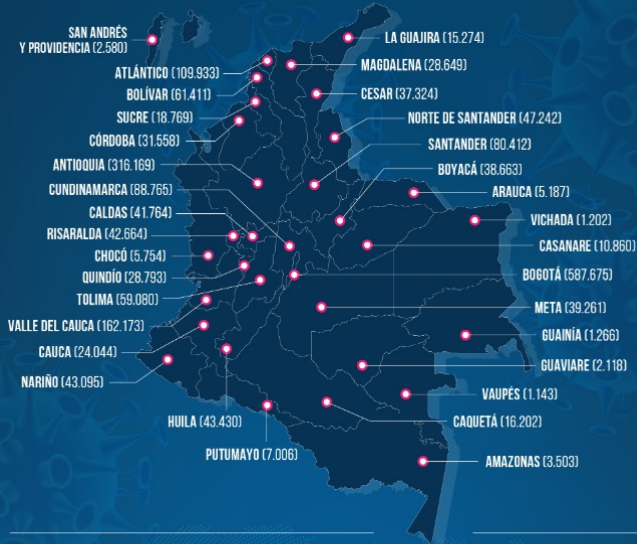 SAN ANDRÉS
Y PROVIDENCIA (2.580)
ATLÁNTICO (109.933)
BOLÍVAR (61.411)
SUCRE (18.769)
CÓRDOBA (31.558)
ANTIOQUIA (316.169)
CUNDINAMARCA (88.765)
CALDAS (41.764)
RISARALDA (42.664)
CHOCÓ (5.754)
QUINDÍO (28.793)
TOLIMA (59.080)
VALLE DEL CAUCA (162.173)
CAUCA (24.044)
NARIÑO (43.095)
HUILA (43.430)
PUTUMAYO (7.006)
LA GUAJIRA (15.274)
MAGDALENA (28.649)
CESAR (37.324)
NORTE DE SANTANDER (47.242)
SANTANDER (80.412)
BOYACÁ (38.663)
ARAUCA (5.187)
VICHADA (1.202)
CASANARE (10.860)
BOGOTÁ (587.675)
META (39.261)
GUAINÍA (1.266)
GUAVIARE (2.118)
VAUPÉS (1.143)
CAQUETÁ (16.202)
AMAZONAS (3.503)